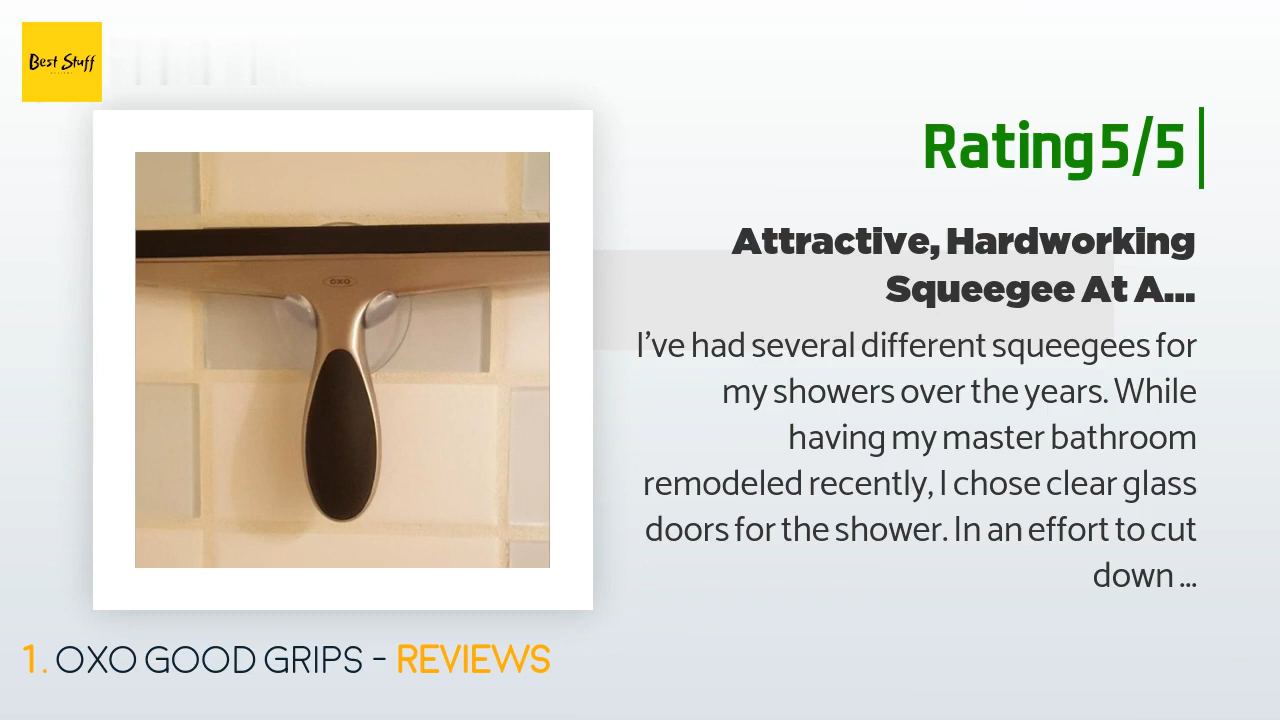 Best Stuff
Rating 5/5
Attractive, Hardworking
Squeegee At A...
I've had several different squeegees for
my showers over the years. While
having my master bathroom
remodeled recently, I chose clear glass
doors for the shower. In an effort to cut
down ...
OXO
1. OXO GOOD GRIPS - REVIEWS